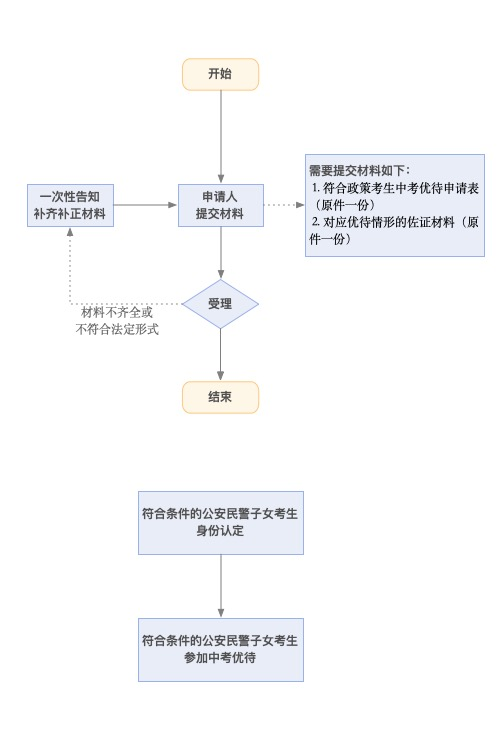 开始
一次性告知
补齐补正材料
申请人
提交材料
需要提交材料如下：
1. 符合政策考生中考优待申请表
（原件一份）
2. 对应优待情形的佐证材料（原
件一份）
受理
材料不齐全或
不符合法定形式
结束
符合条件的公安民警子女考生
身份认定
符合条件的公安民警子女考生
参加中考优待